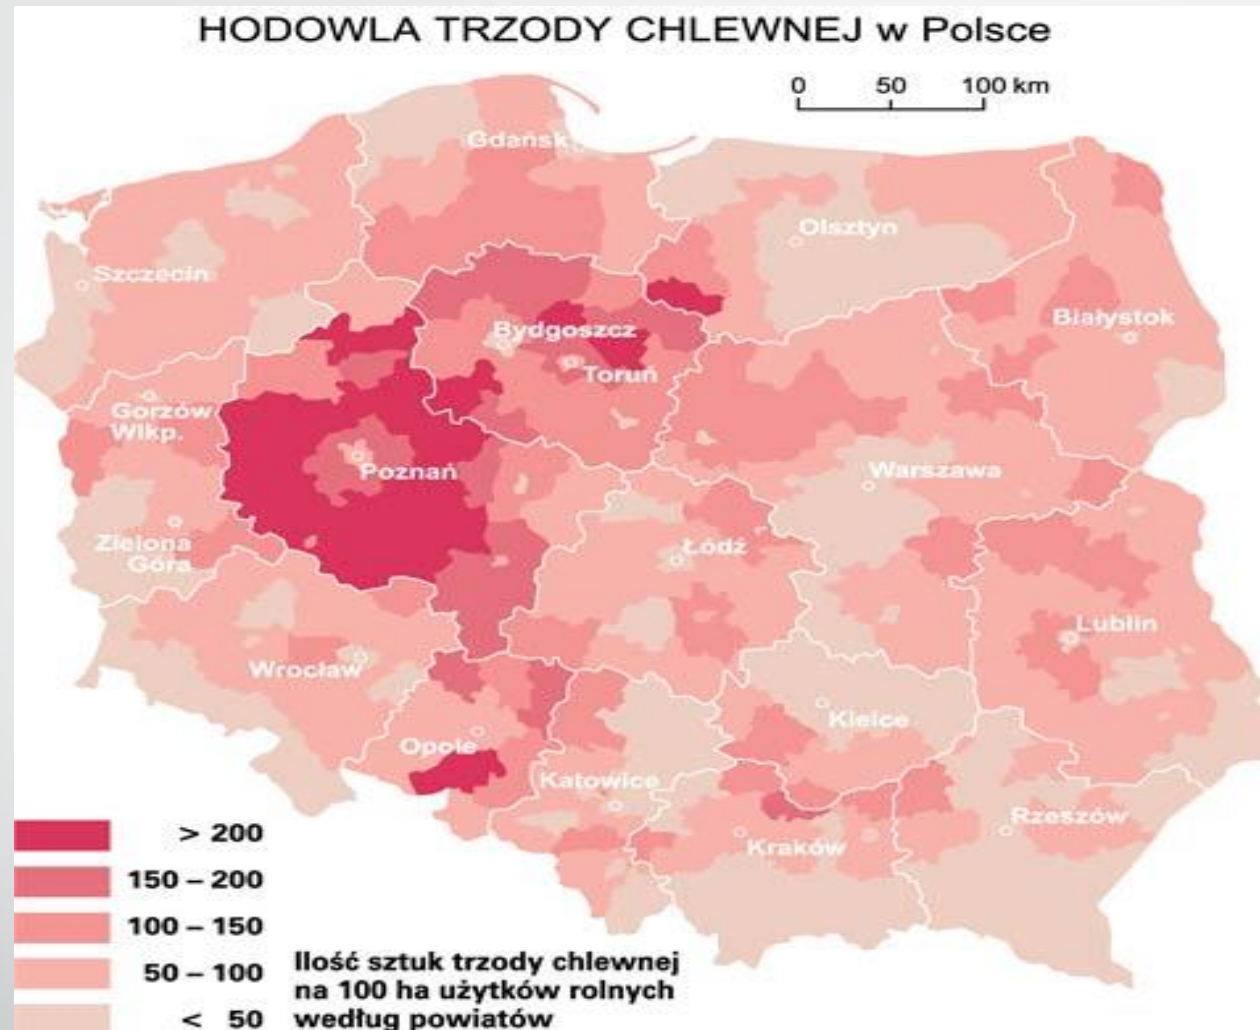 HODOWLA TRZODY CHLEWNEJ w Polsce
0 50 100 km
Gdańsk
Olsztyn
Szczecin
Białystok
Bydgoszcz
Toruń
Gorzów
Wlkp.
Poznań
Warszawa
Zielona
Góra
Łódź
Lublin
Wrocław
Kielce
Opole
Katowice
Rzeszów
Kraków
> 200
150 – 200
100 – 150
50 – 100
< 50
Ilość sztuk trzody chlewnej
na 100 ha użytków rolnych
według powiatów